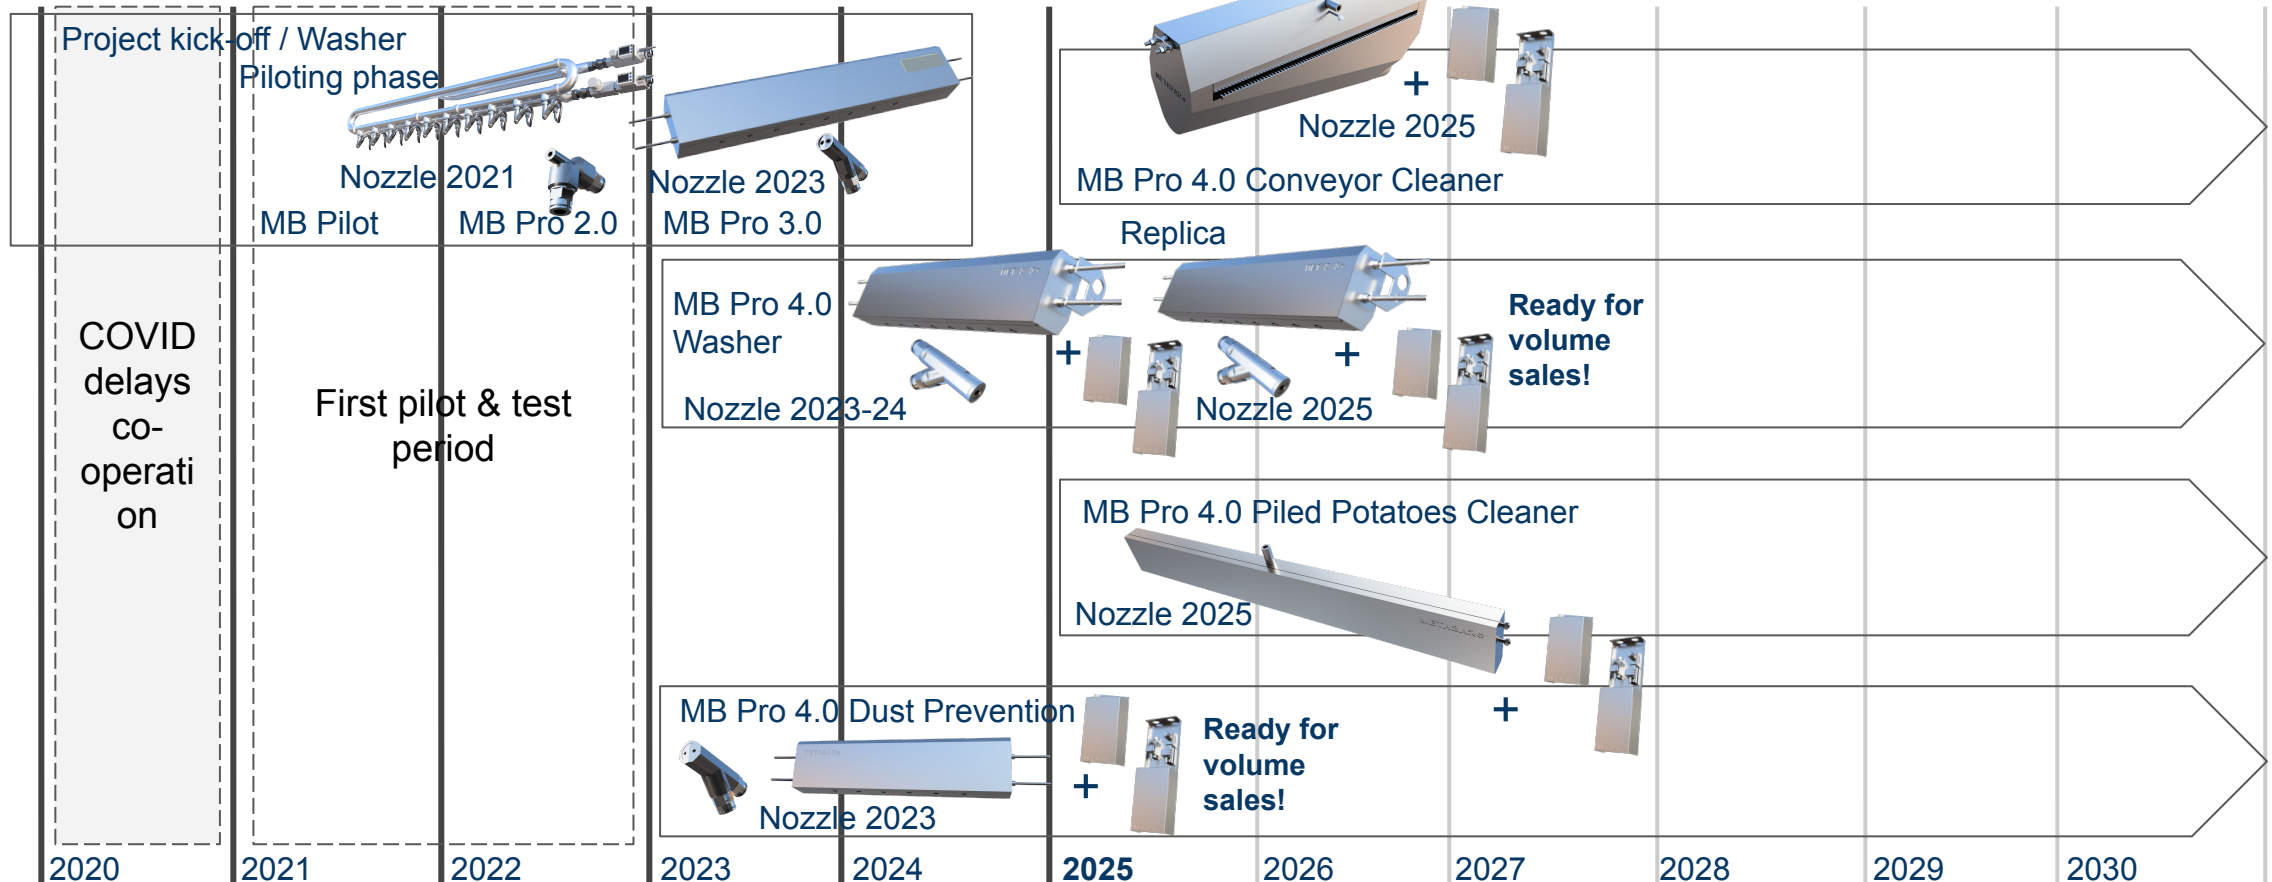 Project kick-off / Washer
Piloting phase
Nozzle 2021
Nozzle 2023
MB Pilot
MB Pro 2.0
MB Pro 3.0
+
Nozzle 2025
MB Pro 4.0 Conveyor Cleaner
Replica
MB Pro 4.0
Washer
+
Nozzle 2023-24
+
Nozzle 2025
Ready for
volume
sales!
COVID
delays
co-
operati
on
First pilot & test
period
MB Pro 4.0 Piled Potatoes Cleaner
Nozzle 2025
METABAR
+
MB Pro 4.0 Dust Prevention
Nozzle 2023
+
Ready for
volume
sales!
2020
2021
2022
2023
2024
2025
2026
2027
2028
2029
2030